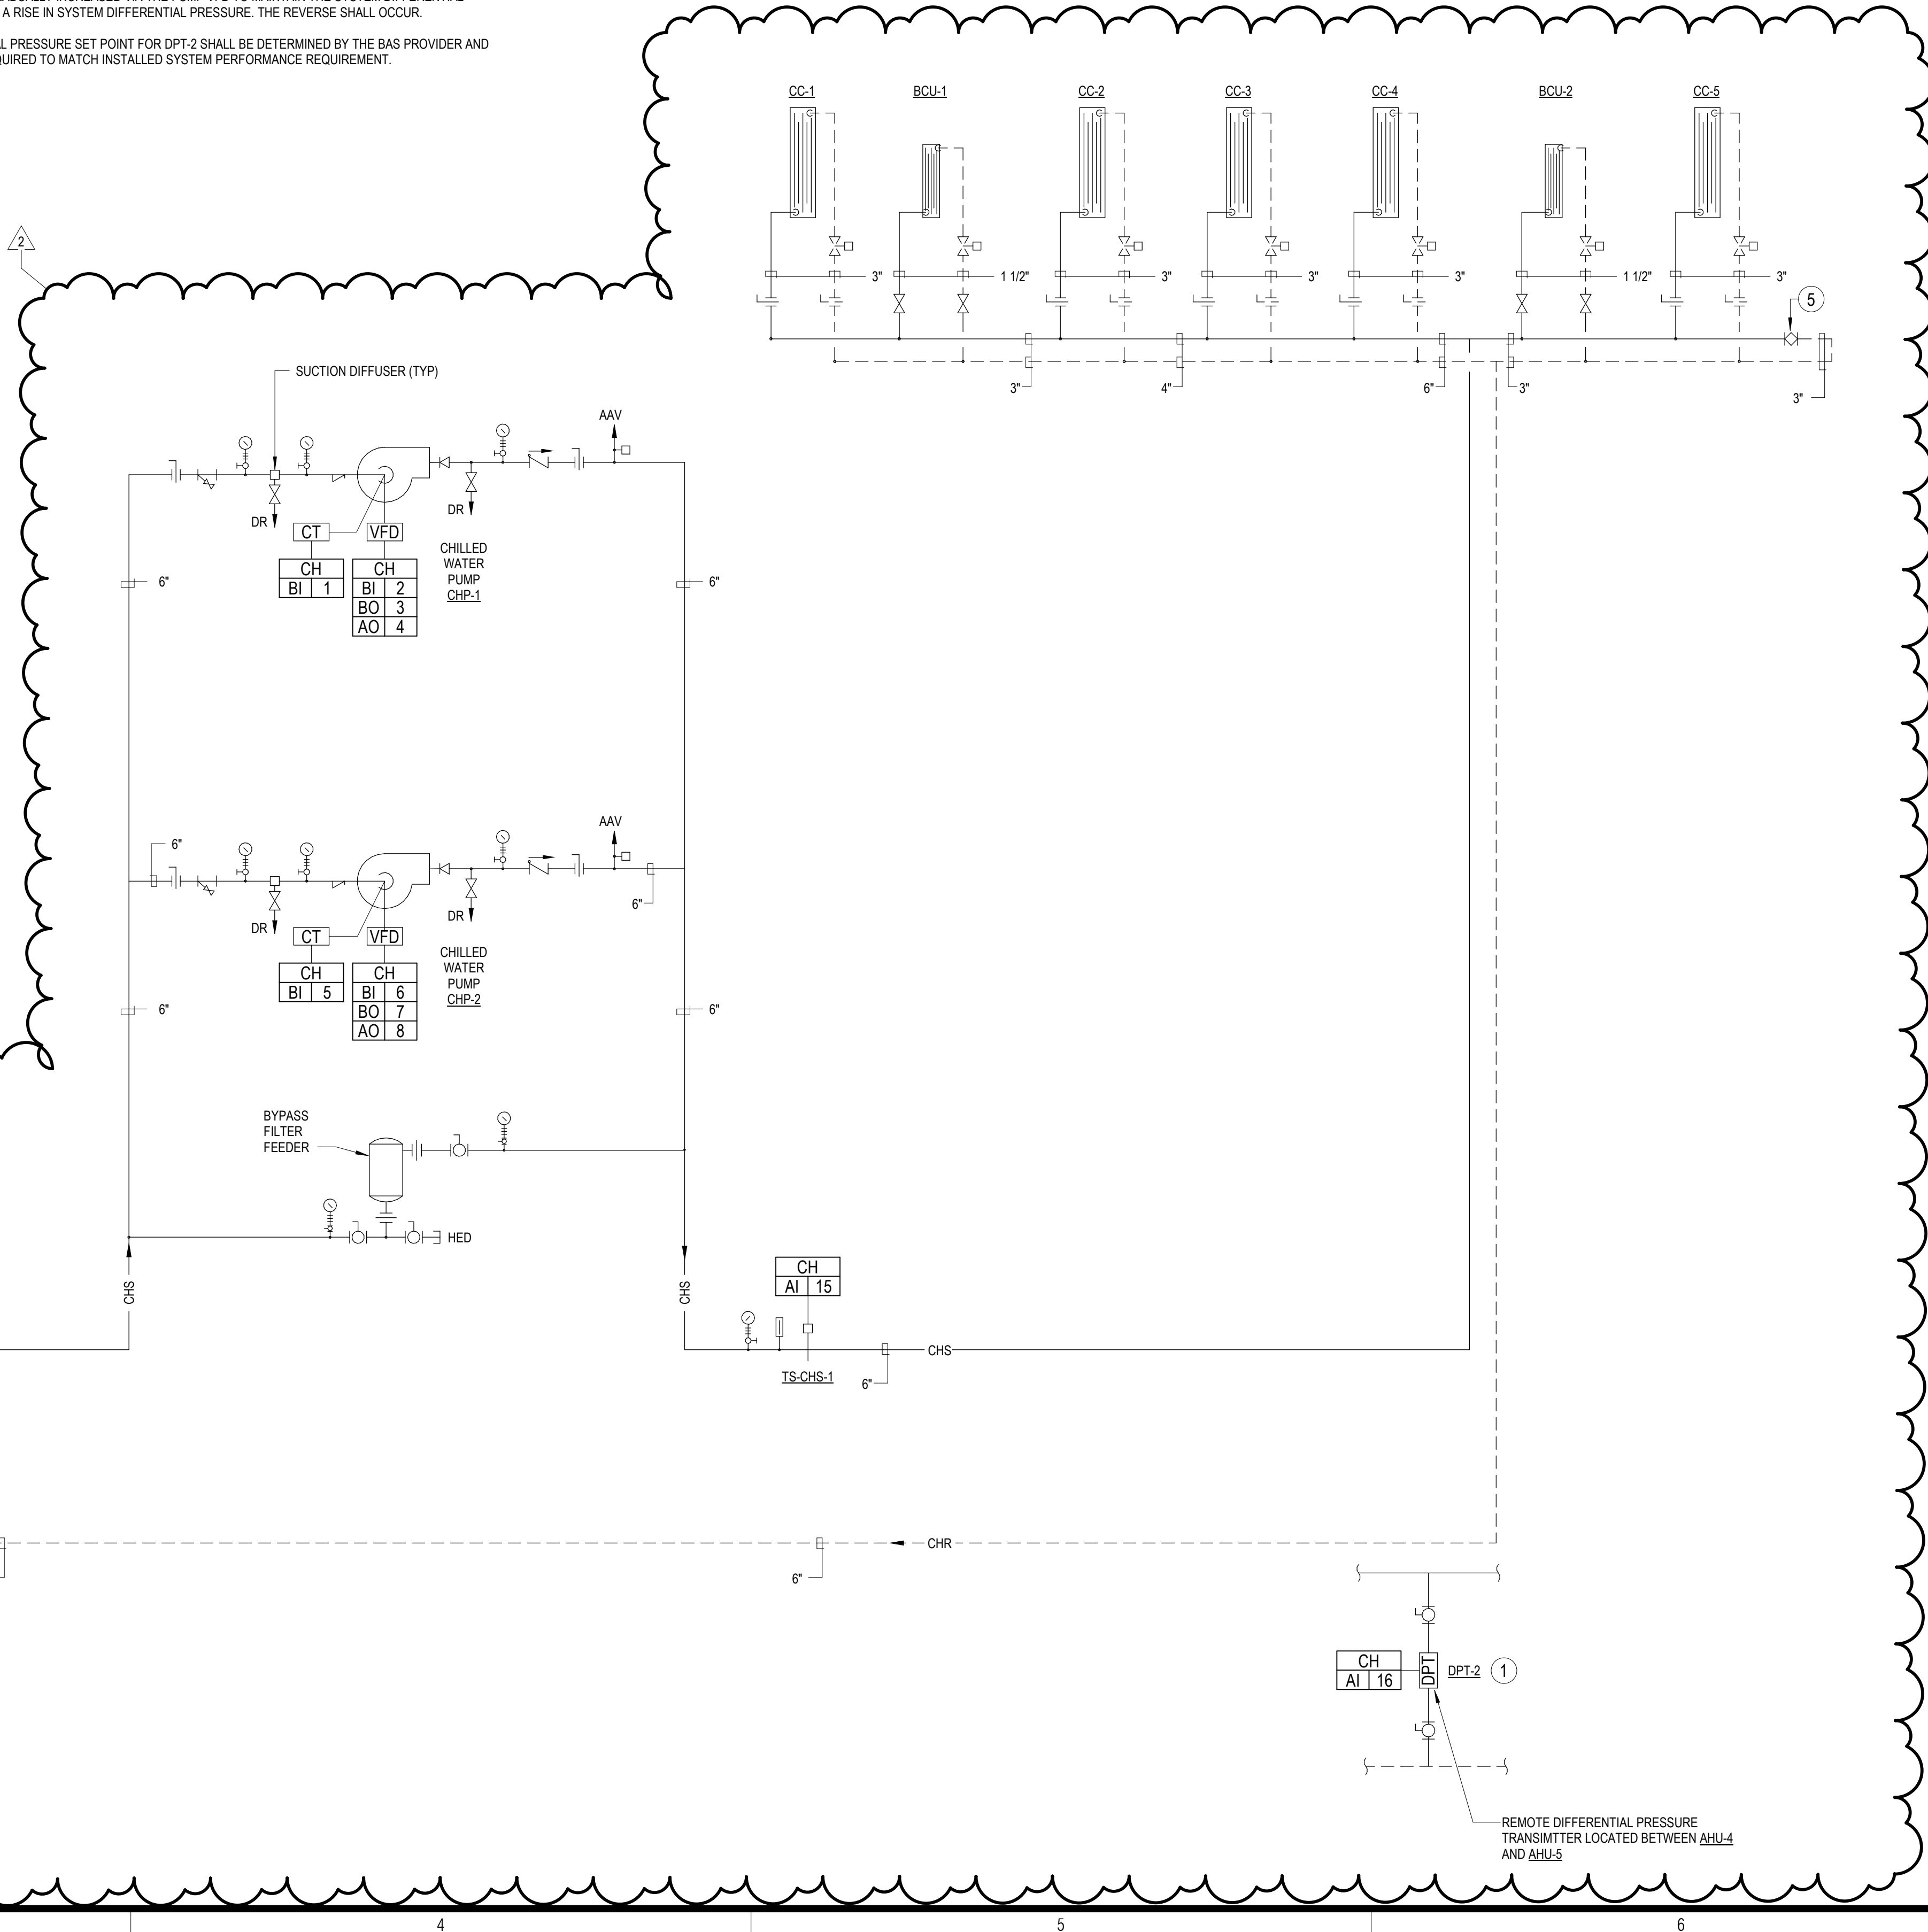 A RISE IN SYSTEM DIFFERENTIAL PRESSURE. THE REVERSE SHALL OCCUR.
PRESSURE SET POINT FOR DPT-2 SHALL BE DETERMINED BY THE BAS PROVIDER AND
TO MATCH INSTALLED SYSTEM PERFORMANCE REQUIREMENT.
CC-1
BCU-1
CC-2
CC-3
CC-4
BCU-2
CC-5
2
3"
1 1/2"
3"
3"
3"
1 1/2"
3"
5
3"
4"
6"
3"
3"
SUCTION DIFFUSER (TYP)
AAV
DR
DR
CT
VFD
CH
BI 1
CH
BI 2
BO 3
AO 4
CHILLED
WATER
PUMP
CHP-1
6"
6"
6"
AAV
6"
DR
DR
CT
VFD
CH
BI 5
CH
BI 6
BO 7
AO 8
CHILLED
WATER
PUMP
CHP-2
6"
6"
BYPASS
FILTER
FEEDER
HED
CHS
CHS
CH
AI 15
TS-CHS-1
6"
CHS
CHR
6"
CH
AI 16
DPT
DPT-2
1
REMOTE DIFFERENTIAL PRESSURE
TRANSIMTTER LOCATED BETWEEN AHU-4
AND AHU-5
4
5
6